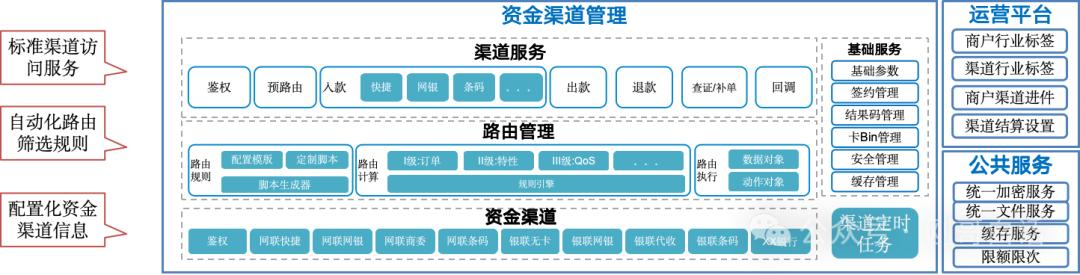 标准渠道访
问服务
自动化路由
筛选规则
配置化资金
渠道信息
资金渠道管理
渠道服务
鉴权
预路由
入款
快捷
网银
条码
. . .
出款
退款
查证/补单
回调
路由管理
路由
规则
配置模版
定制脚本
脚本生成器
路由
计算
I级:订单
II级:特性
III级:QoS
. . .
规则引擎
路由
执行
数据对象
动作对象
资金渠道
鉴权
网联快捷
网联网银
网联商委
网联条码
银联无卡
银联网银
银联代收
银联条码
XX银行
基础服务
基础参数
签约管理
结果码管理
卡Bin管理
安全管理
缓存管理
渠道定时
任务
运营平台
商户行业标签
渠道行业标签
商户渠道进件
渠道结算设置
公共服务
统一加密服务
统一文件服务
缓存服务
限额限次
公众号